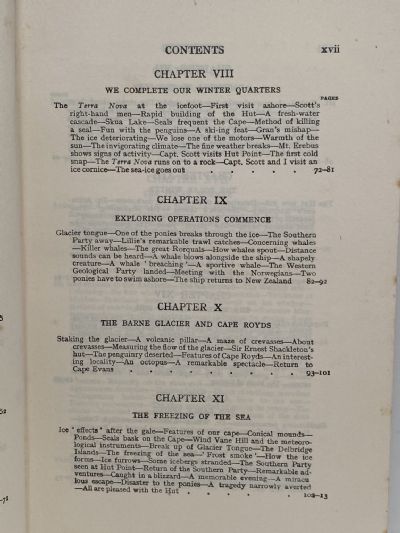 CONTENTS xvii
CHAPTER VIII
WE COMPLETE OUR WINTER QUARTERS
PAGES
The Terra Nova at the icefoot—First visit ashore—Scott's
right-hand men—Rapid building of the Hut—A fresh-water
cascade—Skua Lake—Seals frequent the Cape—Method of killing
a seal—Fun with the penguins—A ski-ing feat—Gran's mishap—
The ice deteriorating—We lose one of the motors—Warmth of the
sun—The invigorating climate—The fine weather breaks—Mt. Erebus
shows signs of activity—Capt. Scott visits Hut Point—The first cold
snap—The Terra Nova runs on to a rock—Capt. Scott and I visit an
ice cornice—The sea-ice goes out . . . . . 72–81
CHAPTER IX
EXPLORING OPERATIONS COMMENCE
Glacier tongue—One of the ponies breaks through the ice—The Southern
Party away—Lillie's remarkable trawl catches—Concerning whales
—Killer whales—The great Rorquals—How whales spout—Distance
sounds can be heard—A whale blows alongside the ship—A shapely
creature—A whale 'breaching'—A sportive whale—The Western
Geological Party landed—Meeting with the Norwegians—Two
ponies have to swim ashore—The ship returns to New Zealand 82–92
CHAPTER X
THE BARNE GLACIER AND CAPE ROYDS
Staking the glacier—A volcanic pillar—A maze of crevasses—About
crevasses—Measuring the flow of the glacier—Sir Ernest Shackleton's
hut—The penguinry deserted—Features of Cape Royds—An interest-
ing locality—An octopus—A remarkable spectacle—Return to
Cape Evans . . . . . . . . . 93–101
CHAPTER XI
THE FREEZING OF THE SEA
Ice 'effects' after the gale—Features of our cape—Conical mounds—
Ponds—Seals bask on the Cape—Wind Vane Hill and the meteoro-
logical instruments—Break up of Glacier Tongue—The Delbridge
Islands—The freezing of the sea—'Frost smoke'—How the ice
forms—Ice furrows—Some icebergs stranded—The Southern Party
seen at Hut Point—Return of the Southern Party—Remarkable ad-
ventures—Caught in a blizzard—A memorable evening—A miracu
lous escape—Disaster to the ponies—A tragedy narrowly averted
—All are pleased with the Hut . . . . . 102–13